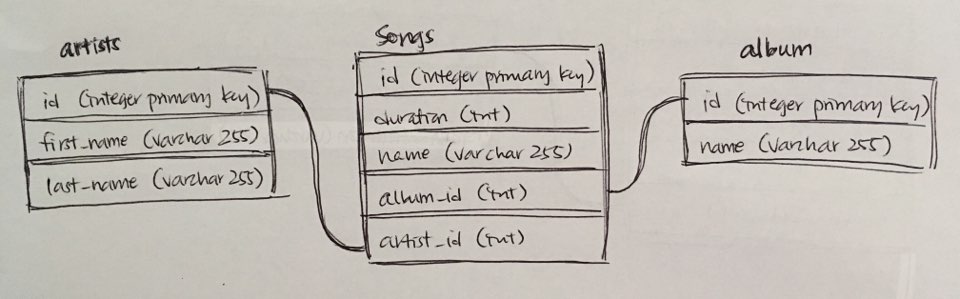 artists
id (integer primary key)
first_name (varchar 255)
last_name (varchar 255)
Songs
id (integer primary key)
duration (int)
name (varchar 255)
album_id (int)
artist_id (int)
album
id (integer primary key)
name (varchar 255)